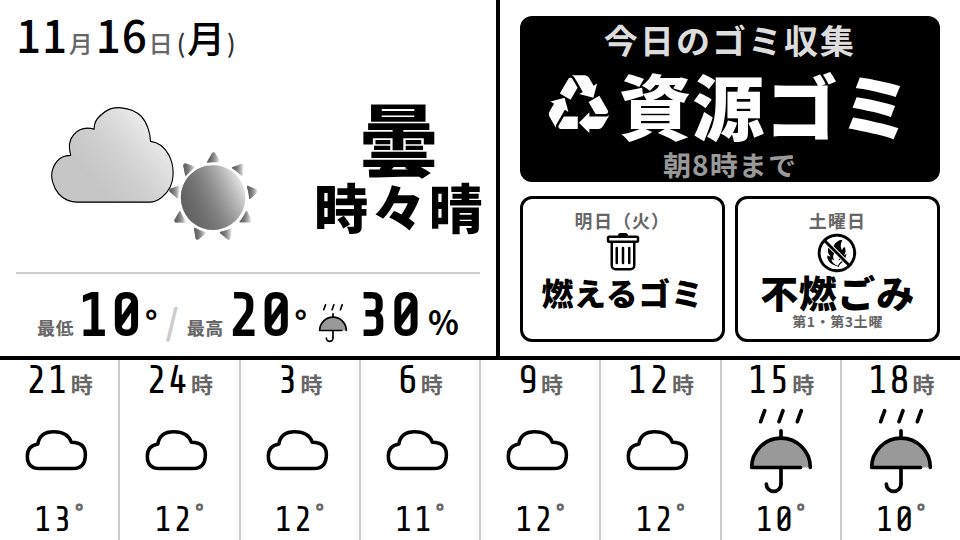 11月16日(月)
曇
時々晴
最低10°/最高20° 30%
今日のゴミ収集
資源ゴミ
朝8時まで
明日（火）
燃えるゴミ
土曜日
不燃ごみ
第1・第3土曜
21時 24時 3時 6時 9時 12時 15時 18時
13° 12° 12° 11° 12° 12° 10° 10°